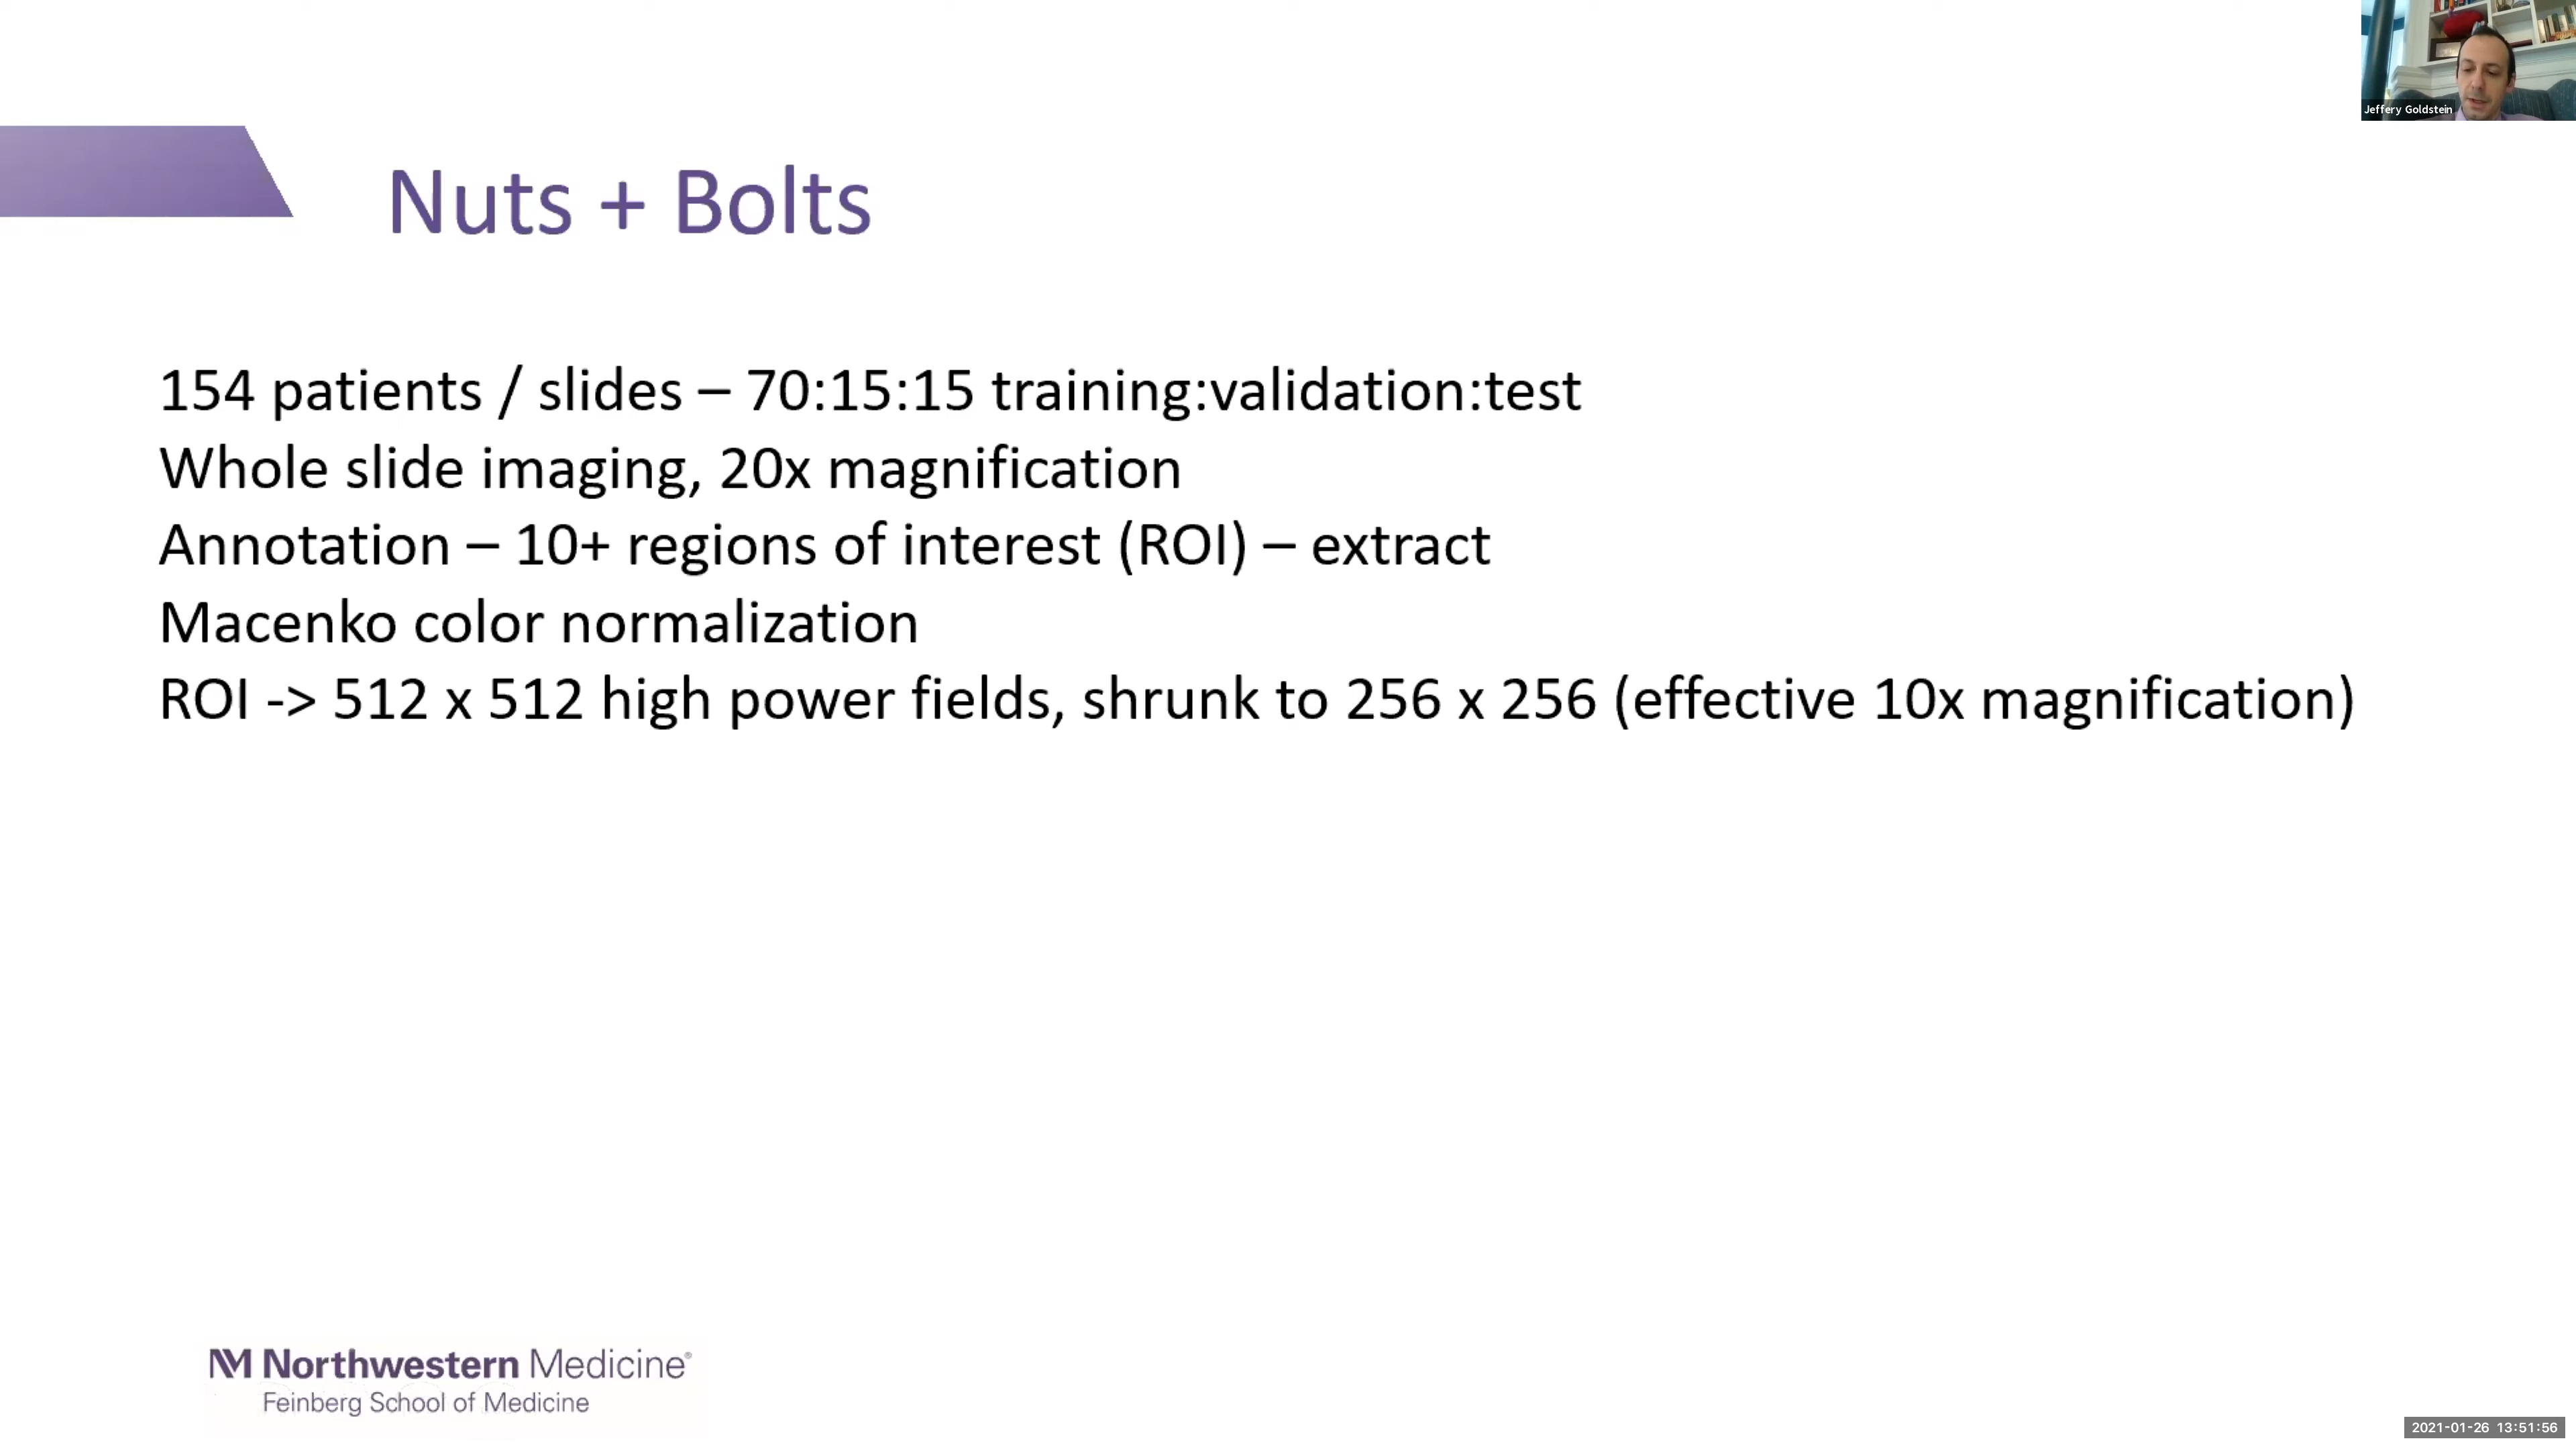 Jeffery Goldstein
Nuts + Bolts
154 patients / slides – 70:15:15 training:validation:test
Whole slide imaging, 20x magnification
Annotation – 10+ regions of interest (ROI) – extract
Macenko color normalization
ROI -> 512 x 512 high power fields, shrunk to 256 x 256 (effective 10x magnification)
NM Northwestern Medicine®
Feinberg School of Medicine
2021-01-26 13:51:56